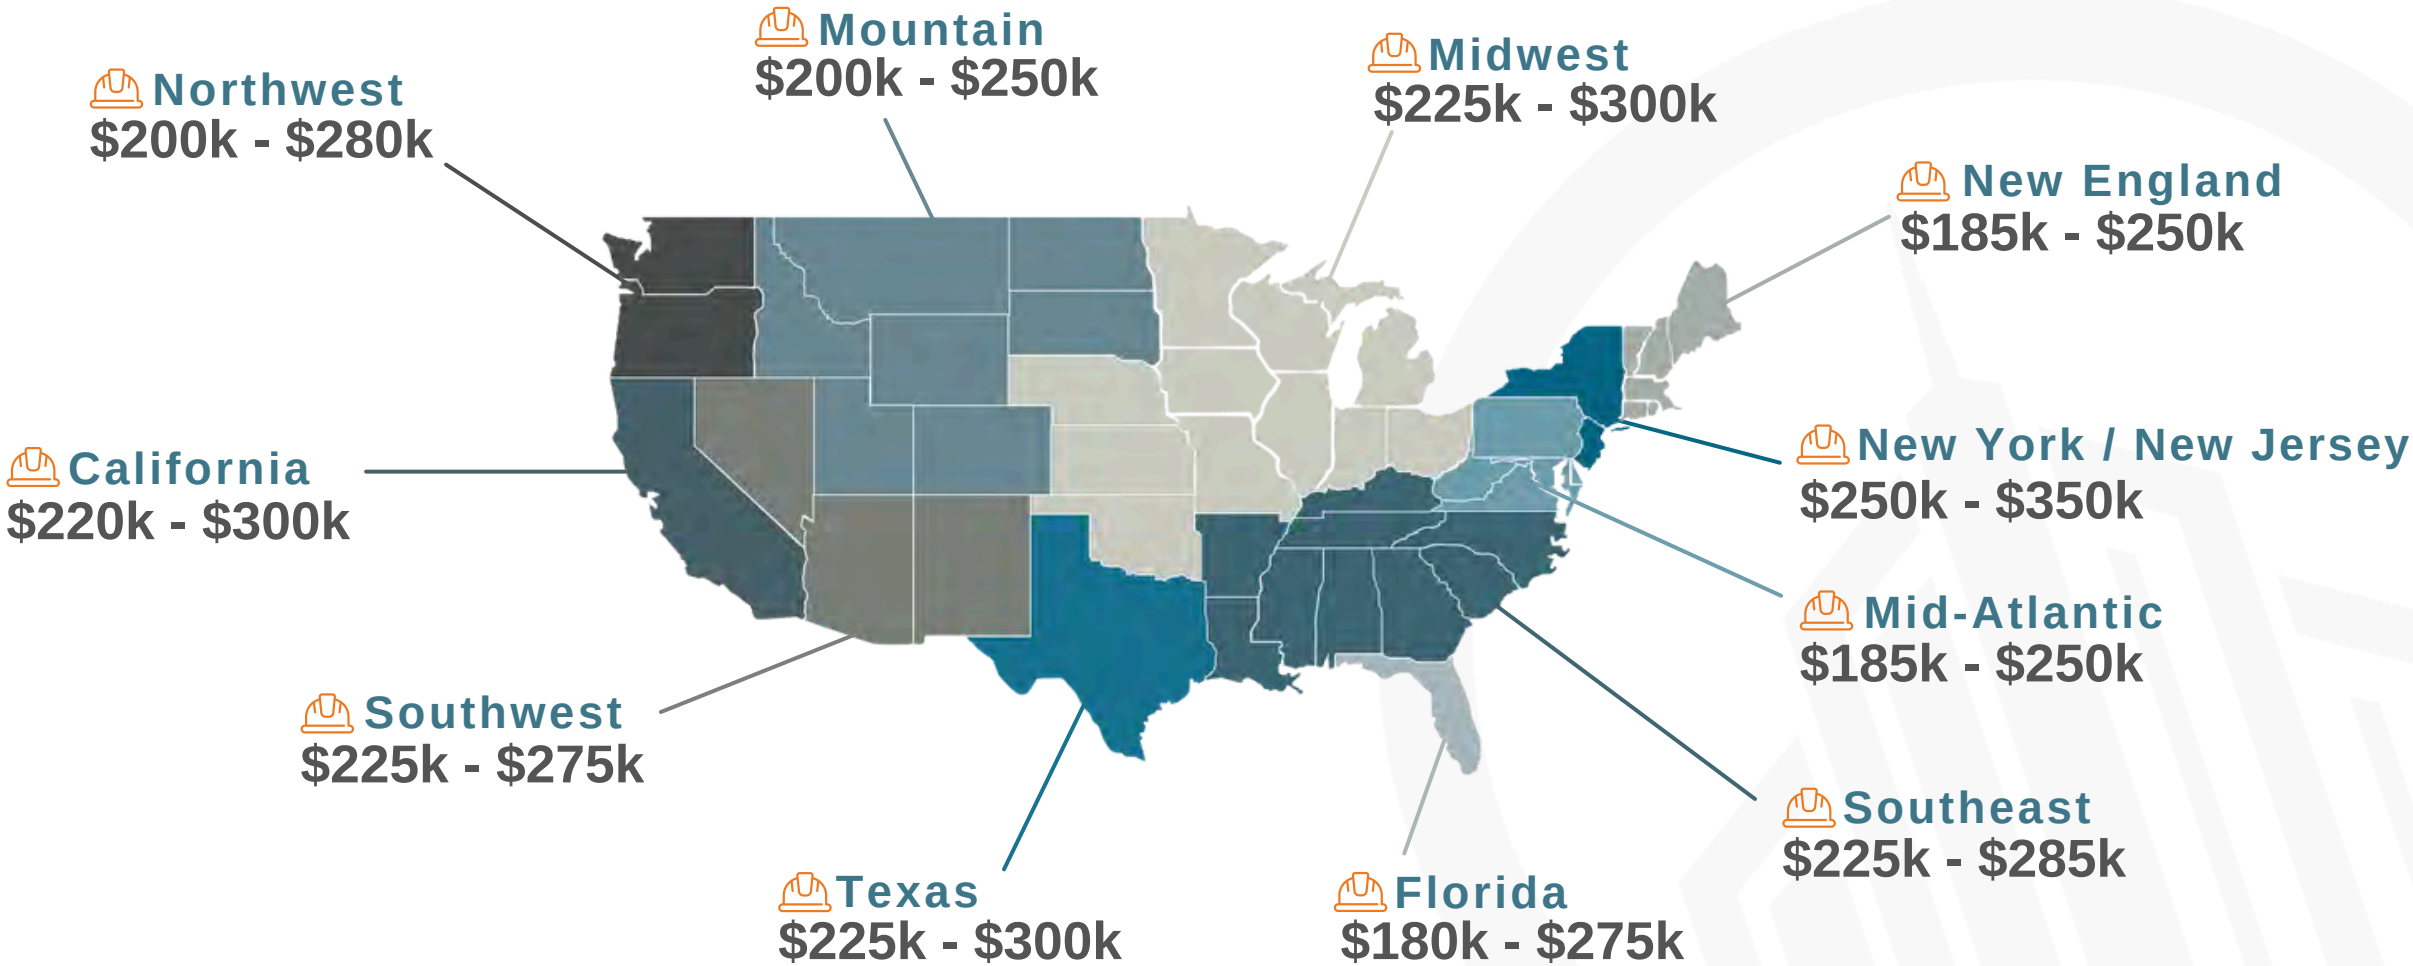 Mountain
$200k - $250k
Midwest
$225k - $300k
Northwest
$200k - $280k
New England
$185k - $250k
California
$220k - $300k
New York / New Jersey
$250k - $350k
Mid-Atlantic
$185k - $250k
Southwest
$225k - $275k
Southeast
$225k - $285k
Texas
$225k - $300k
Florida
$180k - $275k